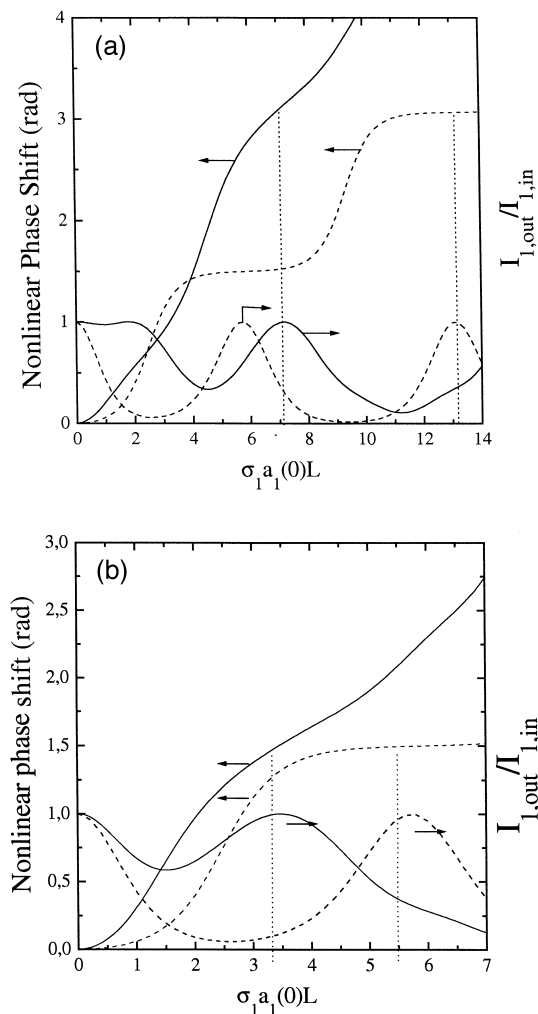 (a)
4
3
2
1
0
Nonlinear Phase Shift (rad)
I1,out/I1,in
0 2 4 6 8 10 12 14
σ1a1(0)L
(b)
3,0
2,5
2,0
1,5
1,0
0,5
0,0
Nonlinear phase shift (rad)
I1,out/I1,in
0 1 2 3 4 5 6 7
σ1a1(0)L